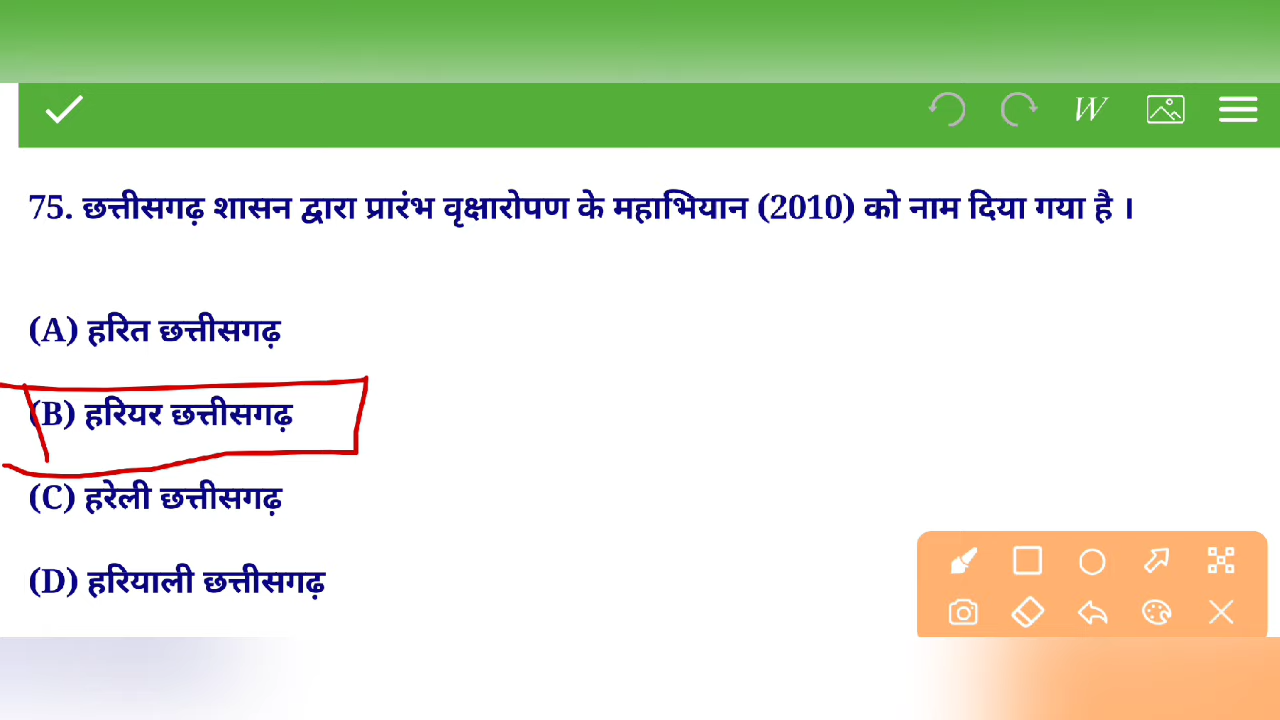 W
75. छत्तीसगढ़ शासन द्वारा प्रारंभ वृक्षारोपण के महाभियान (2010) को नाम दिया गया है ।
(A) हरित छत्तीसगढ़
(B) हरियर छत्तीसगढ़
(C) हरेली छत्तीसगढ़
(D) हरियाली छत्तीसगढ़